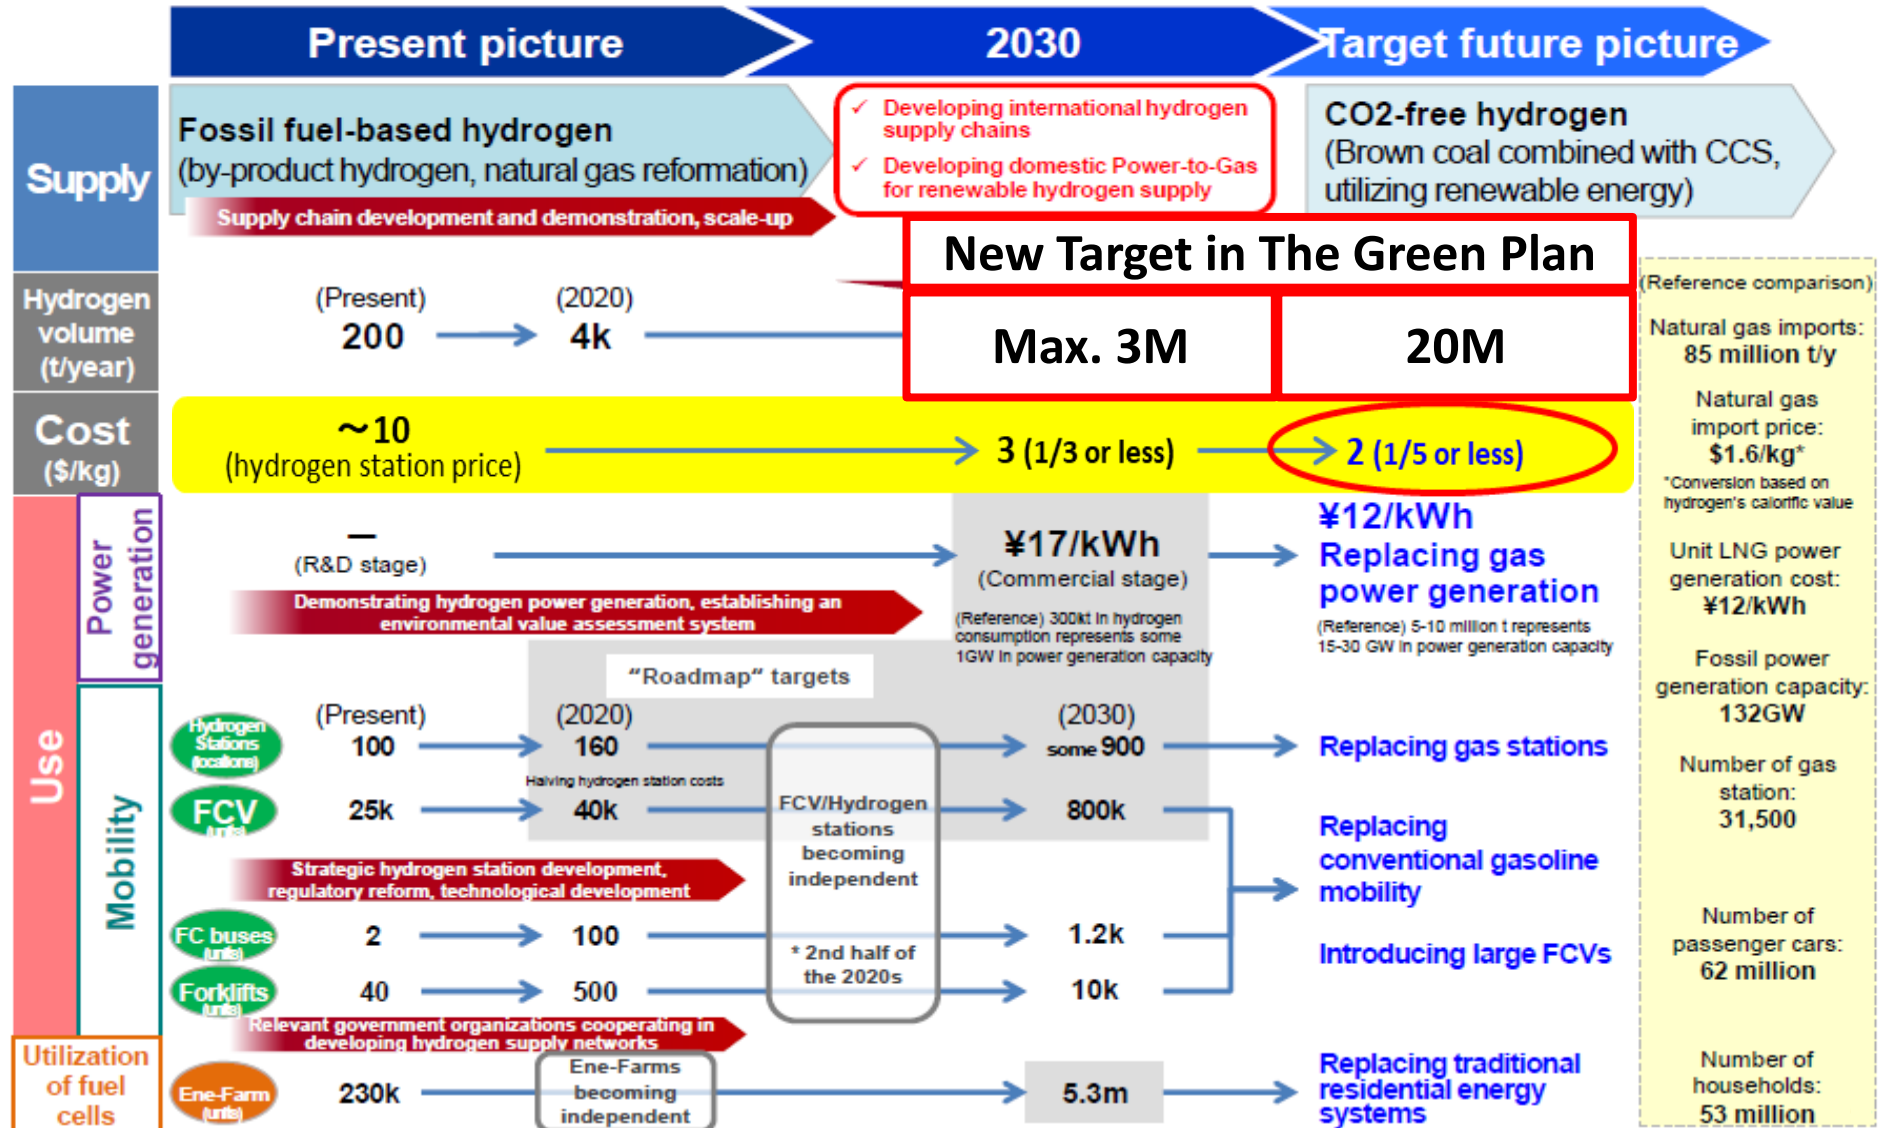 Present picture
2030
Target future picture
Supply
Fossil fuel-based hydrogen
(by-product hydrogen, natural gas reformation)
Supply chain development and demonstration, scale-up
✓ Developing international hydrogen
supply chains
✓ Developing domestic Power-to-Gas
for renewable hydrogen supply
CO2-free hydrogen
(Brown coal combined with CCS,
utilizing renewable energy)
New Target in The Green Plan
Hydrogen
volume
(t/year)
(Present)
200
(2020)
4k
Max. 3M
20M
Cost
($/kg)
~10
(hydrogen station price)
3 (1/3 or less)
2 (1/5 or less)
Use
Power
generation
—
(R&D stage)
Demonstrating hydrogen power generation, establishing an
environmental value assessment system
¥17/kWh
(Commercial stage)
(Reference) 300kt in hydrogen
consumption represents some
1GW in power generation capacity
¥12/kWh
Replacing gas
power generation
(Reference) 5-10 million t represents
15-30 GW in power generation capacity
"Roadmap" targets
Mobility
(Present)
(2020)
(2030)
Hydrogen
Stations
(locations)
100
160
some 900
Replacing gas stations
Halving hydrogen station costs
FCV
(units)
25k
40k
800k
FCV/Hydrogen
stations
becoming
independent
* 2nd half of
the 2020s
Replacing
conventional gasoline
mobility
Strategic hydrogen station development,
regulatory reform, technological development
FC buses
(units)
2
100
1.2k
Introducing large FCVs
Forklifts
(units)
40
500
10k
Relevant government organizations cooperating in
developing hydrogen supply networks
Utilization
of fuel
cells
Ene-Farm
(units)
230k
Ene-Farms
becoming
independent
5.3m
Replacing traditional
residential energy
systems
(Reference comparison)
Natural gas imports:
85 million t/y
Natural gas
import price:
$1.6/kg*
*Conversion based on
hydrogen's calorific value
Unit LNG power
generation cost:
¥12/kWh
Fossil power
generation capacity:
132GW
Number of gas
station:
31,500
Number of
passenger cars:
62 million
Number of
households:
53 million